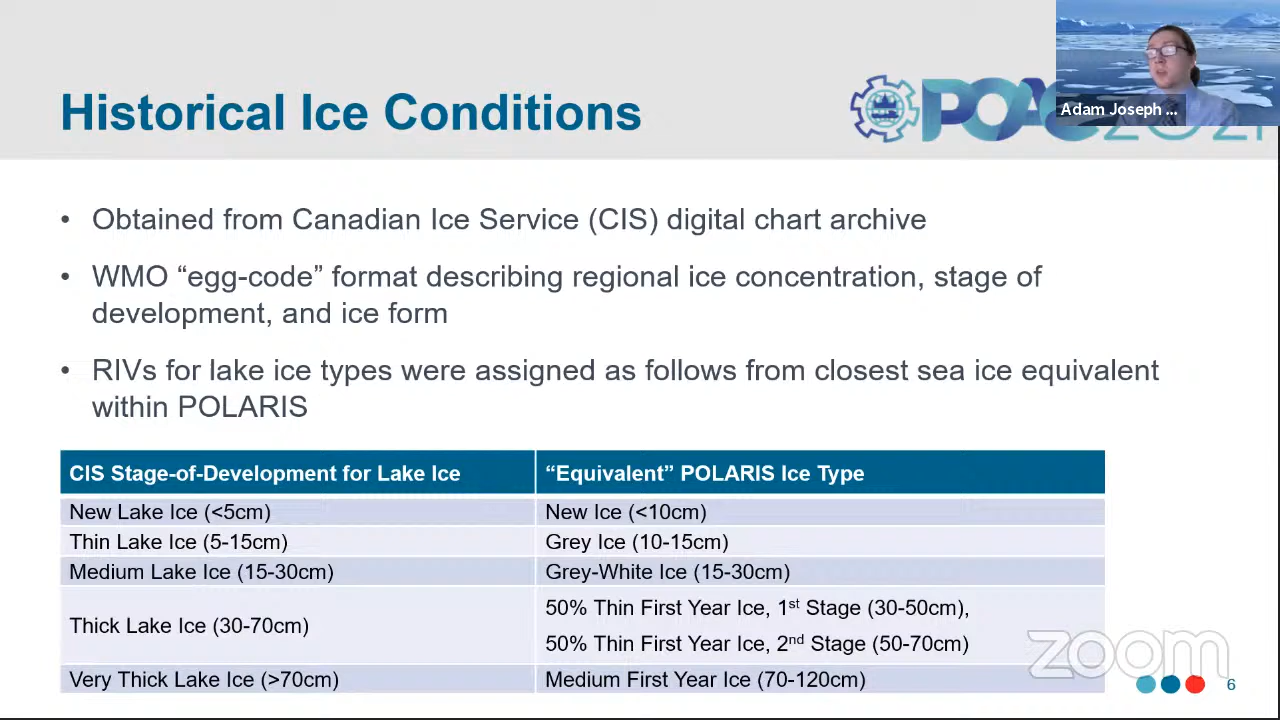 Historical Ice Conditions
Adam Joseph ...
• Obtained from Canadian Ice Service (CIS) digital chart archive
• WMO “egg-code” format describing regional ice concentration, stage of
development, and ice form
• RIVs for lake ice types were assigned as follows from closest sea ice equivalent
within POLARIS
CIS Stage-of-Development for Lake Ice “Equivalent” POLARIS Ice Type
New Lake Ice (<5cm) New Ice (<10cm)
Thin Lake Ice (5-15cm) Grey Ice (10-15cm)
Medium Lake Ice (15-30cm) Grey-White Ice (15-30cm)
Thick Lake Ice (30-70cm) 50% Thin First Year Ice, 1st Stage (30-50cm),
50% Thin First Year Ice, 2nd Stage (50-70cm)
Very Thick Lake Ice (>70cm) Medium First Year Ice (70-120cm)
zoom
6